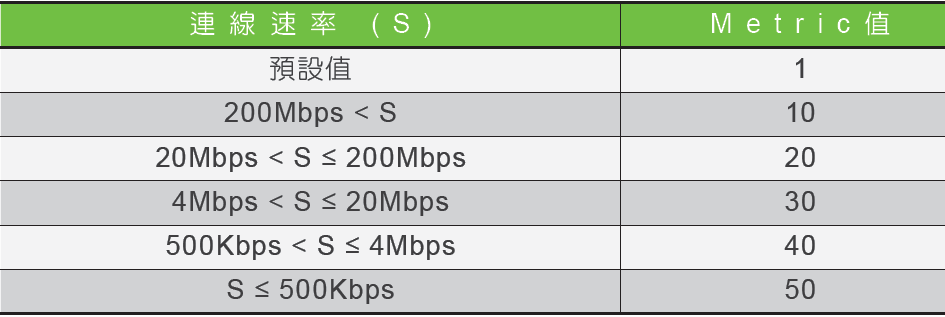 連線速率 (S) Metric值
預設值 1
200Mbps < S 10
20Mbps < S ≤ 200Mbps 20
4Mbps < S ≤ 20Mbps 30
500Kbps < S ≤ 4Mbps 40
S ≤ 500Kbps 50